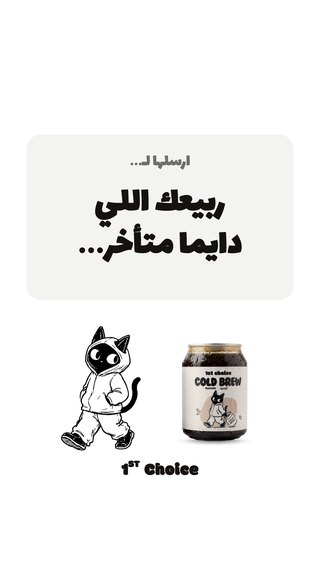 ارسلها لـ...
ربيعك اللي
دايما متأخر...
1st choice
COLD BREW
1ST Choice